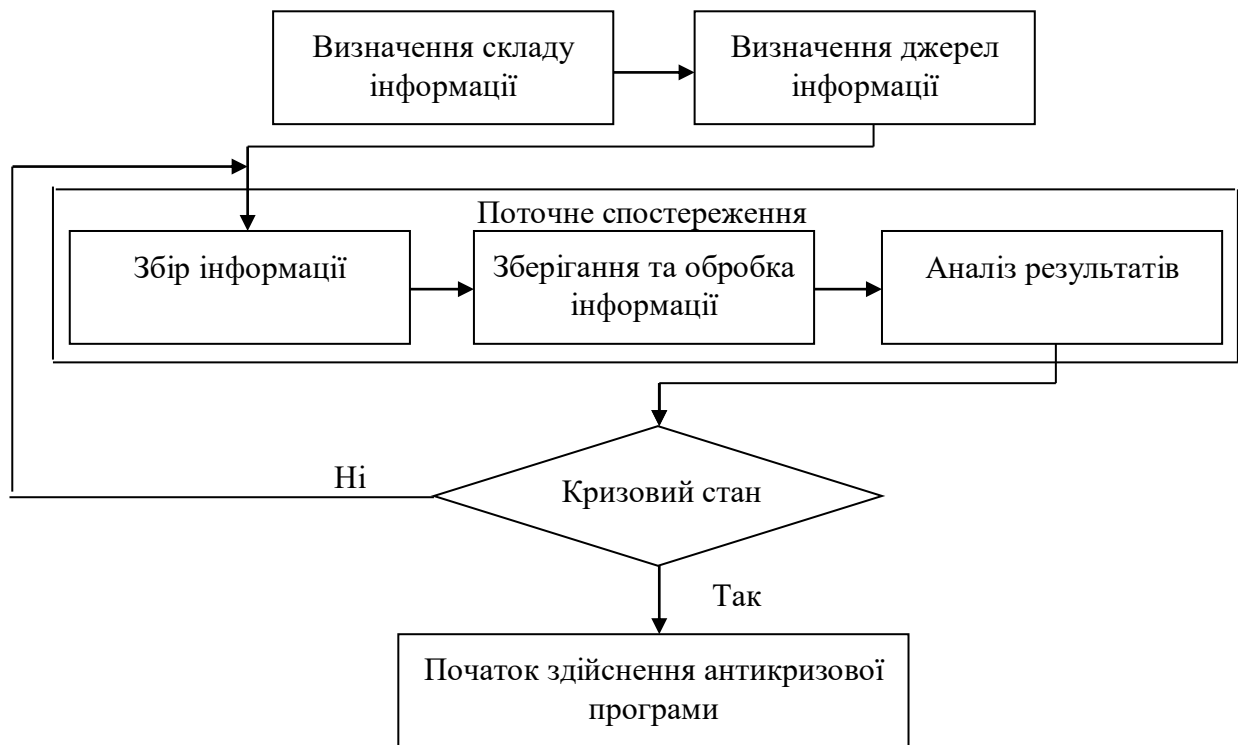 Визначення складу
інформації
Визначення джерел
інформації
Поточне спостереження
Збір інформації
Зберігання та обробка
інформації
Аналіз результатів
Ні
Кризовий стан
Так
Початок здійснення антикризової
програми